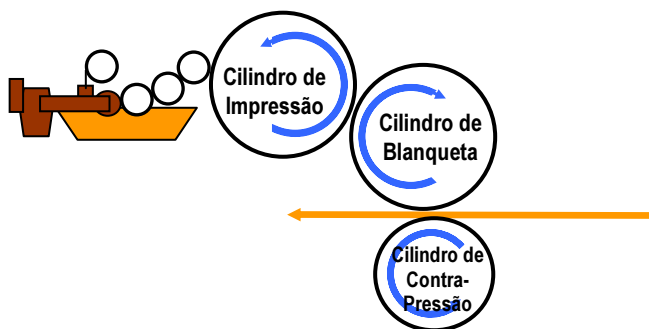 Cilindro de
Impressão
Cilindro de
Blanqueta
Cilindro de
Contra-
Pressão